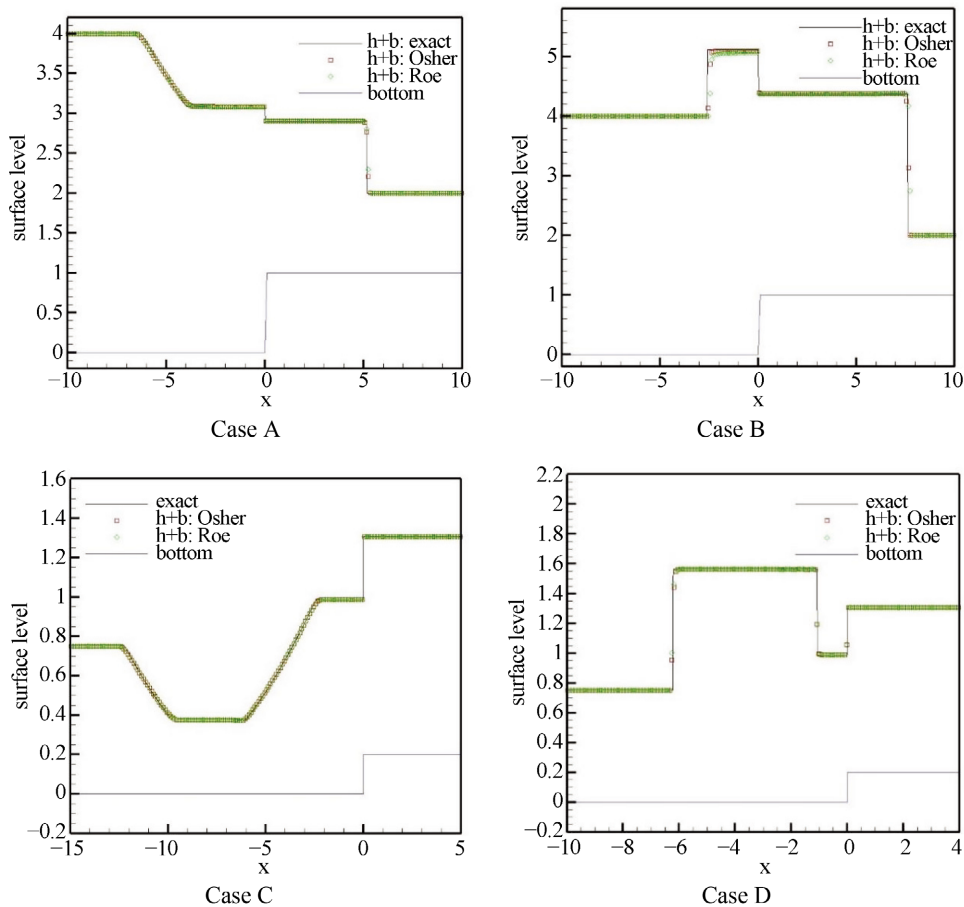 4
3.5
3
2.5
2
1.5
1
0.5
0
surface level
h+b: exact
h+b: Osher
h+b: Roe
bottom
−10 −5 0 5 10
x
Case A
5
4
3
2
1
0
surface level
h+b: exact
h+b: Osher
h+b: Roe
bottom
−10 −5 0 5 10
x
Case B
1.6
1.4
1.2
1
0.8
0.6
0.4
0.2
0
−0.2
surface level
exact
h+b: Osher
h+b: Roe
bottom
−15 −10 −5 0 5
x
Case C
2.2
2
1.8
1.6
1.4
1.2
1
0.8
0.6
0.4
0.2
0
−0.2
surface level
exact
h+b: Osher
h+b: Roe
bottom
−10 −8 −6 −4 −2 0 2 4
x
Case D